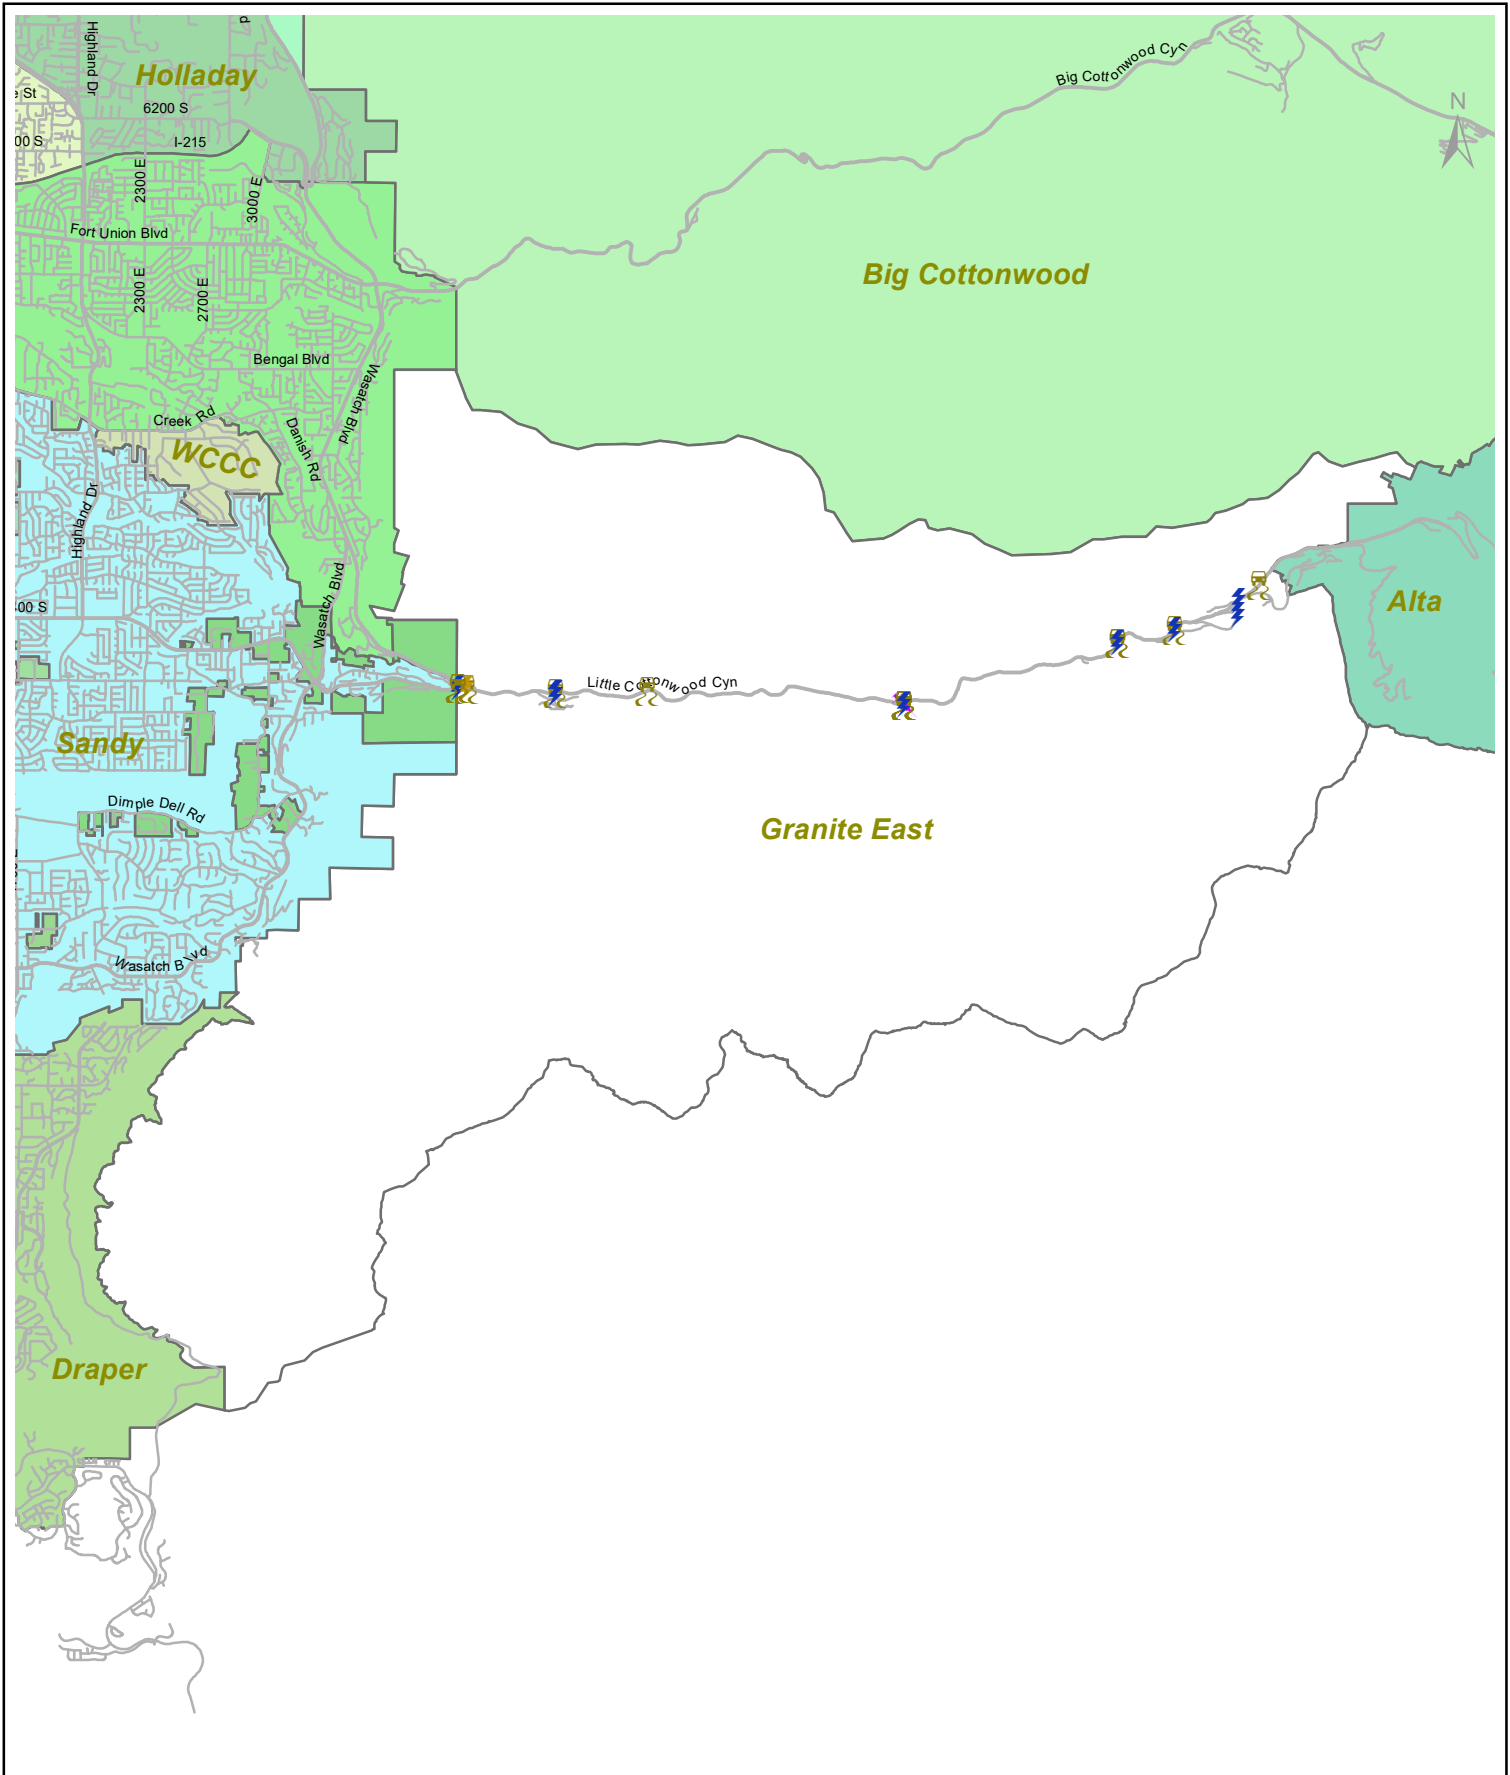 Highland Dr
Holladay
6200 S
I-215
e St
00 S
2300 E
3000 E
Big Cottonwood Cyn
N
Fort Union Blvd
2300 E
2700 E
Big Cottonwood
Bengal Blvd
Wasatch Blvd
Creek Rd
Danish Rd
WCCC
Highland Dr
Wasatch Blvd
00 S
Alta
Little Cottonwood Cyn
Sandy
Dimple Dell Rd
Granite East
Wasatch Blvd
Draper